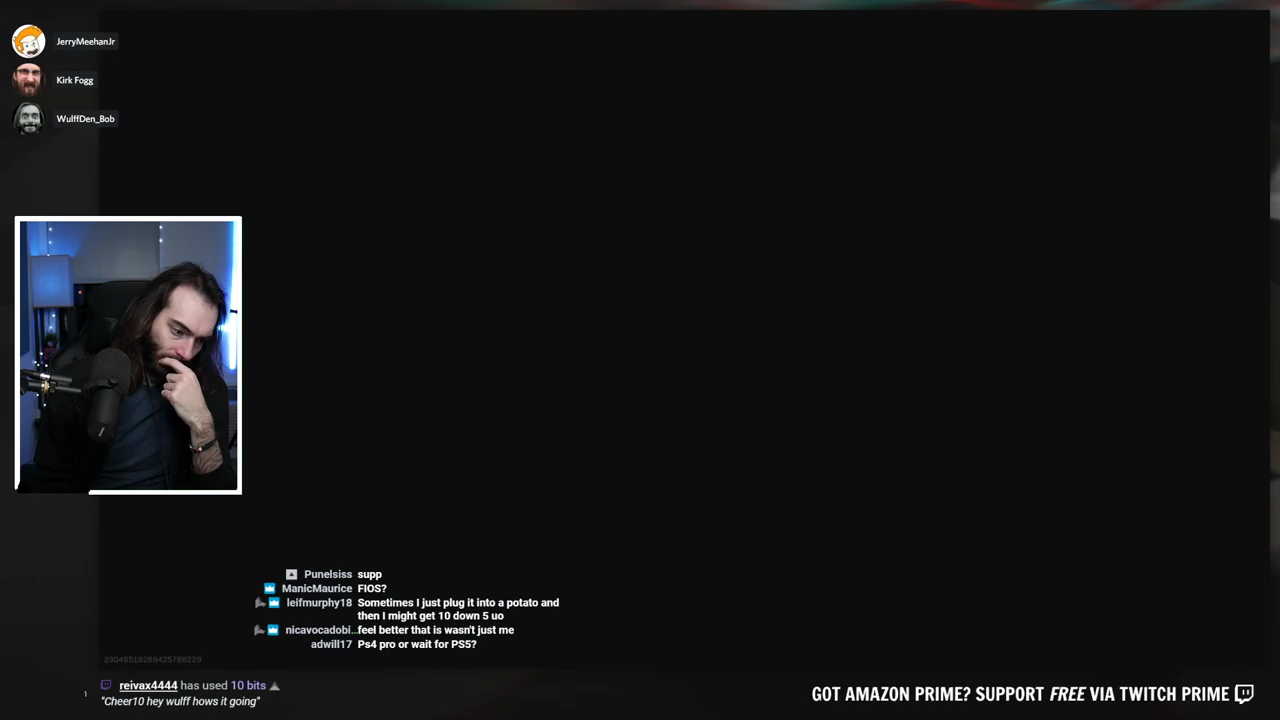 JerryMeehanJr
Kirk Fogg
WulffDen_Bob
Punelsiss supp
ManicMaurice FIOS?
leifmurphy18 Sometimes I just plug it into a potato and
then I might get 10 down 5 uo
nicavocadobi... feel better that is wasn't just me
adwill17 Ps4 pro or wait for PS5?
reivax4444 has used 10 bits
"Cheer10 hey wulff hows it going"
GOT AMAZON PRIME? SUPPORT FREE VIA TWITCH PRIME